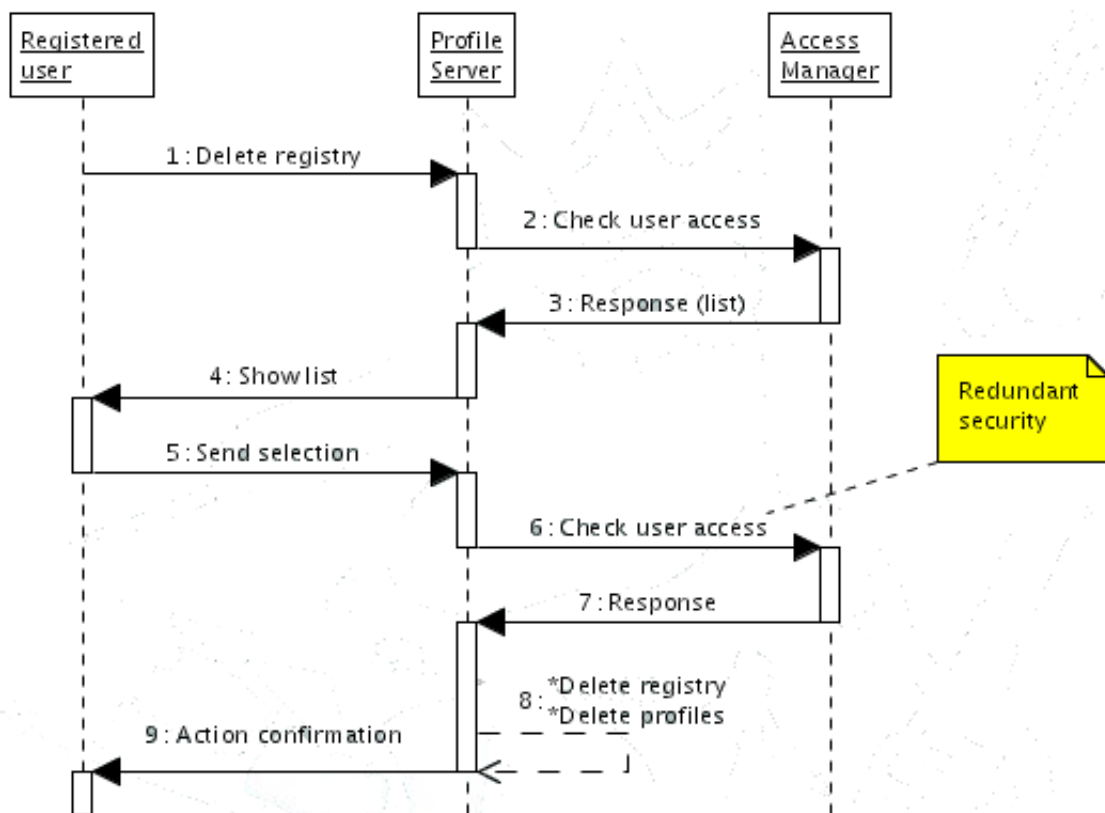 Registered
user
Profile
Server
Access
Manager
1: Delete registry
2: Check user access
3: Response (list)
4: Show list
Redundant
security
5: Send selection
6: Check user access
7: Response
8: *Delete registry
*Delete profiles
9: Action confirmation